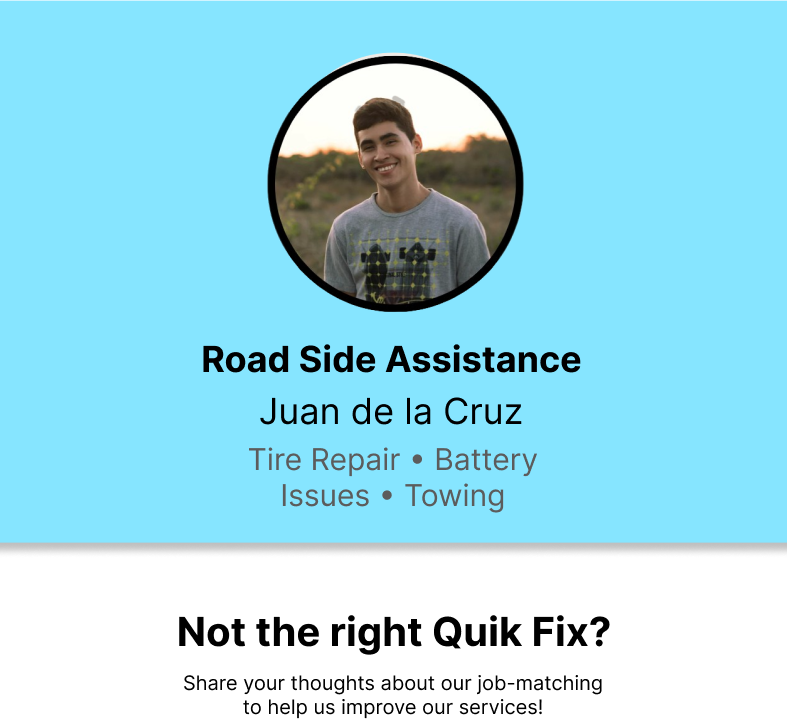 Road Side Assistance
Juan de la Cruz
Tire Repair • Battery
Issues • Towing
Not the right Quik Fix?
Share your thoughts about our job-matching
to help us improve our services!